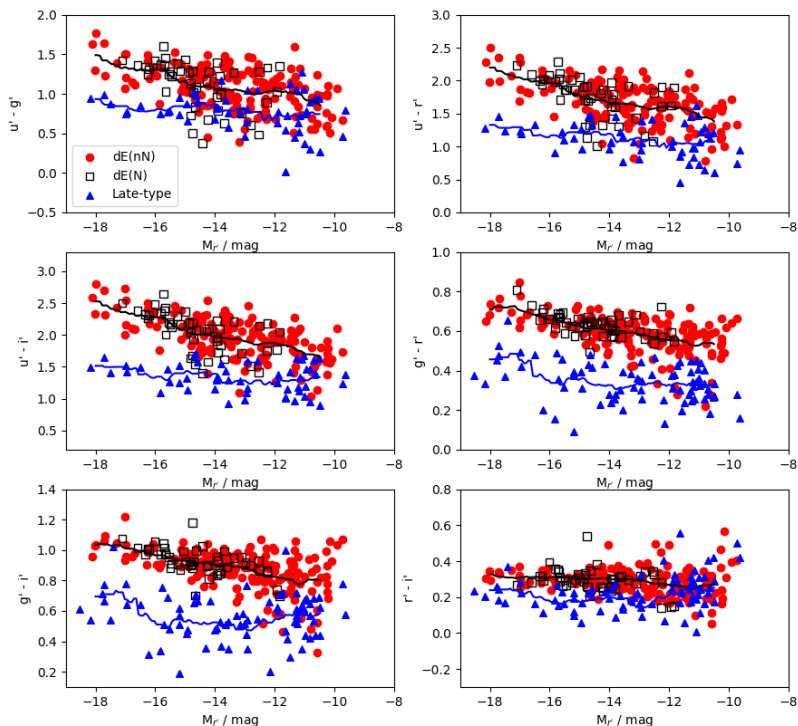 2.0
1.5
1.0
0.5
0.0
−0.5
u' - g'
dE(nN)
dE(N)
Late-type
−18 −16 −14 −12 −10 −8
M_r' / mag
3.0
2.5
2.0
1.5
1.0
0.5
0.0
u' - r'
−18 −16 −14 −12 −10 −8
M_r' / mag
3.0
2.5
2.0
1.5
1.0
0.5
u' - i'
−18 −16 −14 −12 −10 −8
M_r' / mag
1.0
0.8
0.6
0.4
0.2
0.0
g' - r'
−18 −16 −14 −12 −10 −8
M_r' / mag
1.4
1.2
1.0
0.8
0.6
0.4
0.2
g' - i'
−18 −16 −14 −12 −10 −8
M_r' / mag
0.8
0.6
0.4
0.2
0.0
−0.2
r' - i'
−18 −16 −14 −12 −10 −8
M_r' / mag